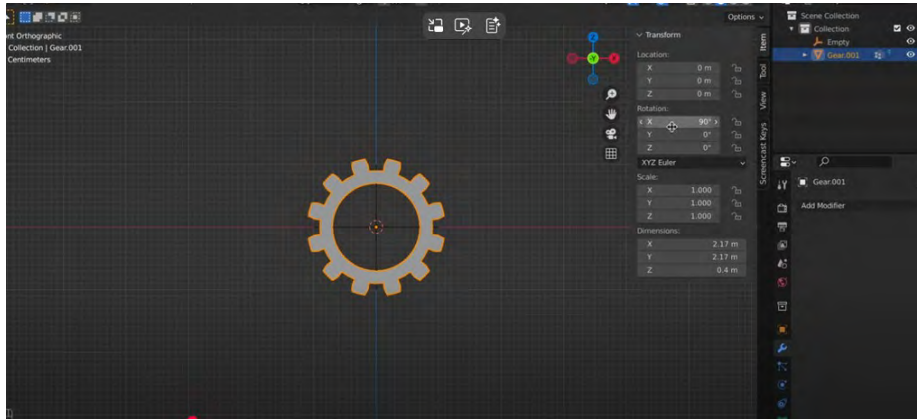 Options
nt Orthographic
Collection | Gear.001
Centimeters
Z
-Y
Transform
Location:
X 0 m
Y 0 m
Z 0 m
Rotation:
X 90°
Y 0°
Z 0°
XYZ Euler
Scale:
X 1.000
Y 1.000
Z 1.000
Dimensions:
X 2.17 m
Y 2.17 m
Z 0.4 m
Item
Tool
View
Screencast Keys
Scene Collection
Collection
Empty
Gear.001
Gear.001
Add Modifier